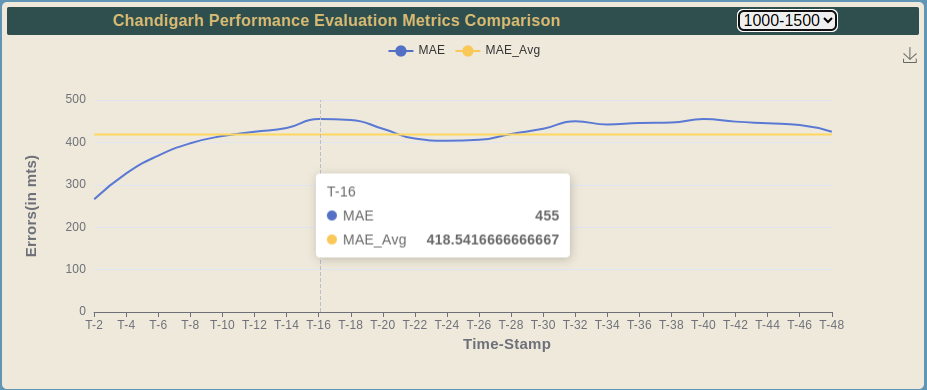 Chandigarh Performance Evaluation Metrics Comparison 1000-1500
MAE MAE_Avg
500
400
300
200
100
0
Errors(in mts)
T-16
MAE 455
MAE_Avg 418.5416666666667
T-2 T-4 T-6 T-8 T-10 T-12 T-14 T-16 T-18 T-20 T-22 T-24 T-26 T-28 T-30 T-32 T-34 T-36 T-38 T-40 T-42 T-44 T-46 T-48
Time-Stamp